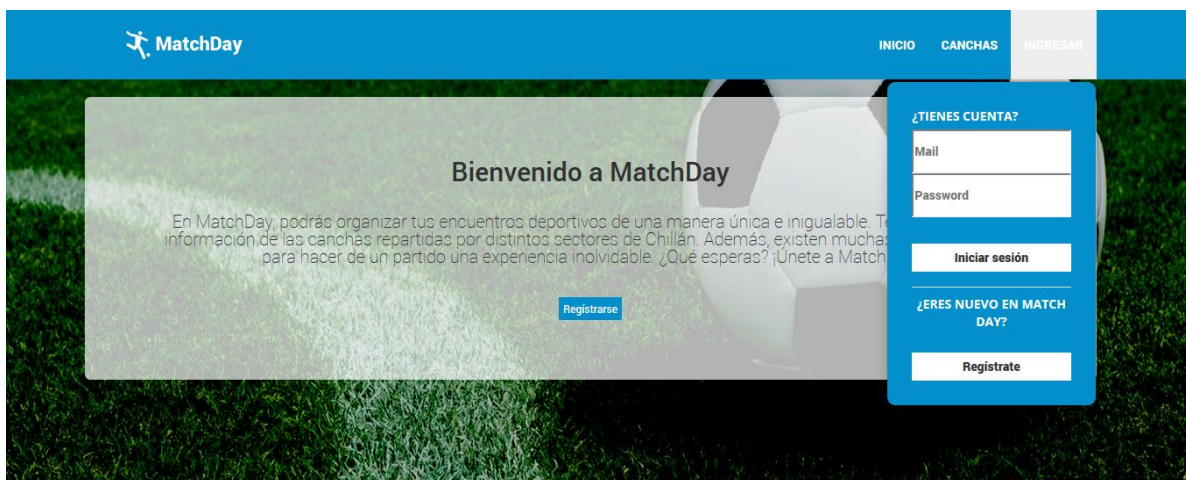 MatchDay
INICIO CANCHAS INGRESAR
Bienvenido a MatchDay
En MatchDay, podrás organizar tus encuentros deportivos de una manera única e inigualable.
información de las canchas repartidas por distintos sectores de Chillán. Además, existen
para hacer de un partido una experiencia inolvidable. ¿Qué esperas? ¡Únete a Match
Regístrarse
¿TIENES CUENTA?
Mail
Password
Iniciar sesión
¿ERES NUEVO EN MATCH
DAY?
Regístrate